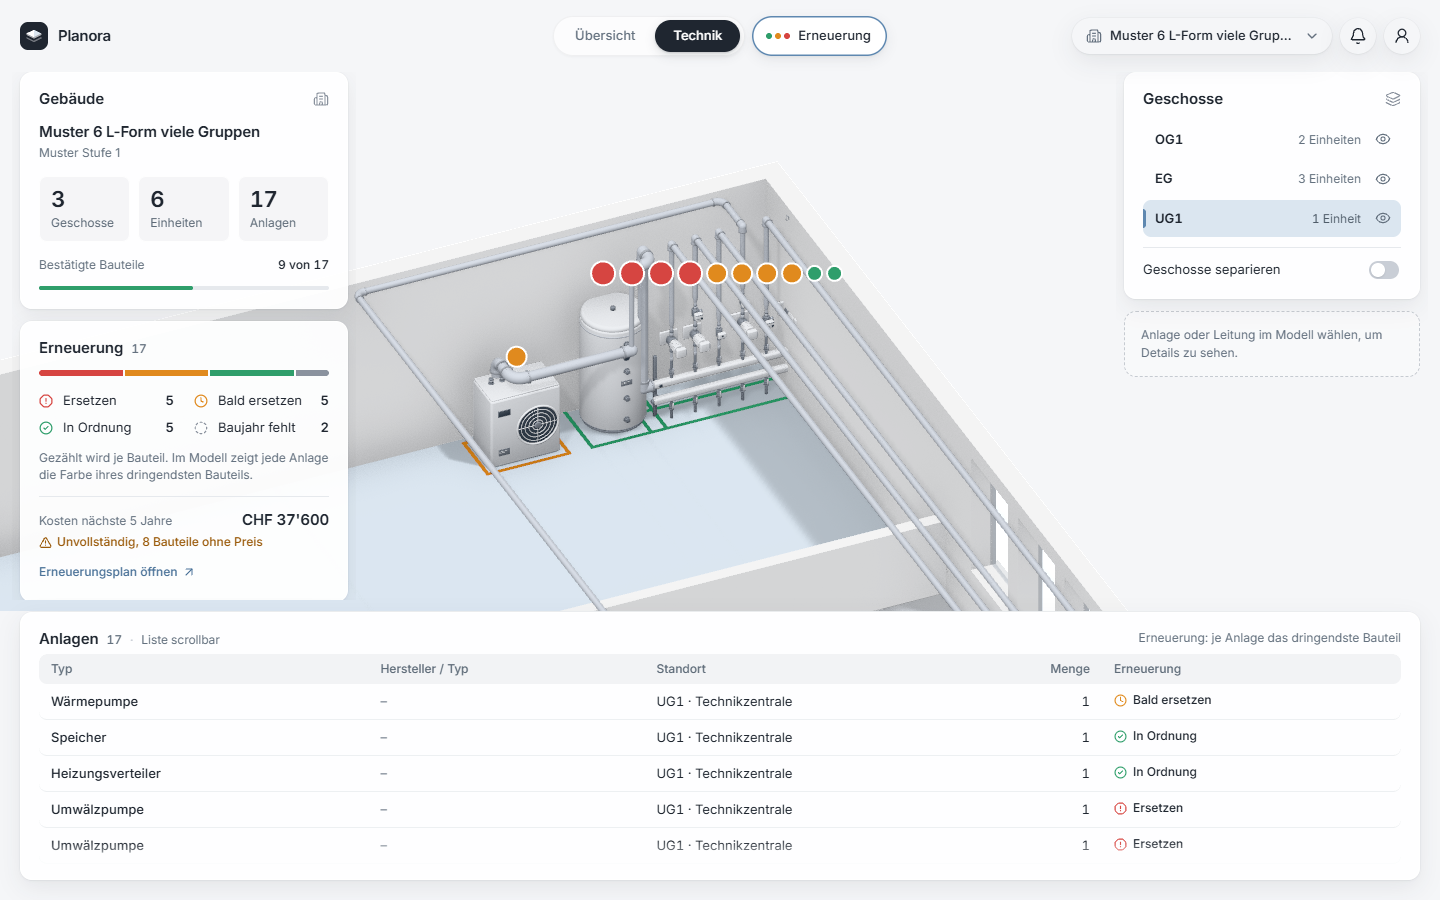 Planora
Übersicht
Technik
Erneuerung
Muster 6 L-Form viele Grup...
Gebäude
Muster 6 L-Form viele Gruppen
Muster Stufe 1
3 Geschosse
6 Einheiten
17 Anlagen
Bestätigte Bauteile 9 von 17
Erneuerung 17
Ersetzen 5
Bald ersetzen 5
In Ordnung 5
Baujahr fehlt 2
Gezählt wird je Bauteil. Im Modell zeigt jede Anlage
die Farbe ihres dringendsten Bauteils.
Kosten nächste 5 Jahre CHF 37'600
Unvollständig, 8 Bauteile ohne Preis
Erneuerungsplan öffnen
Geschosse
OG1 2 Einheiten
EG 3 Einheiten
UG1 1 Einheit
Geschosse separieren
Anlage oder Leitung im Modell wählen, um
Details zu sehen.
Anlagen 17 · Liste scrollbar
Erneuerung: je Anlage das dringendste Bauteil
Typ Hersteller / Typ Standort Menge Erneuerung
Wärmepumpe – UG1 · Technikzentrale 1 Bald ersetzen
Speicher – UG1 · Technikzentrale 1 In Ordnung
Heizungsverteiler – UG1 · Technikzentrale 1 In Ordnung
Umwälzpumpe – UG1 · Technikzentrale 1 Ersetzen
Umwälzpumpe – UG1 · Technikzentrale 1 Ersetzen